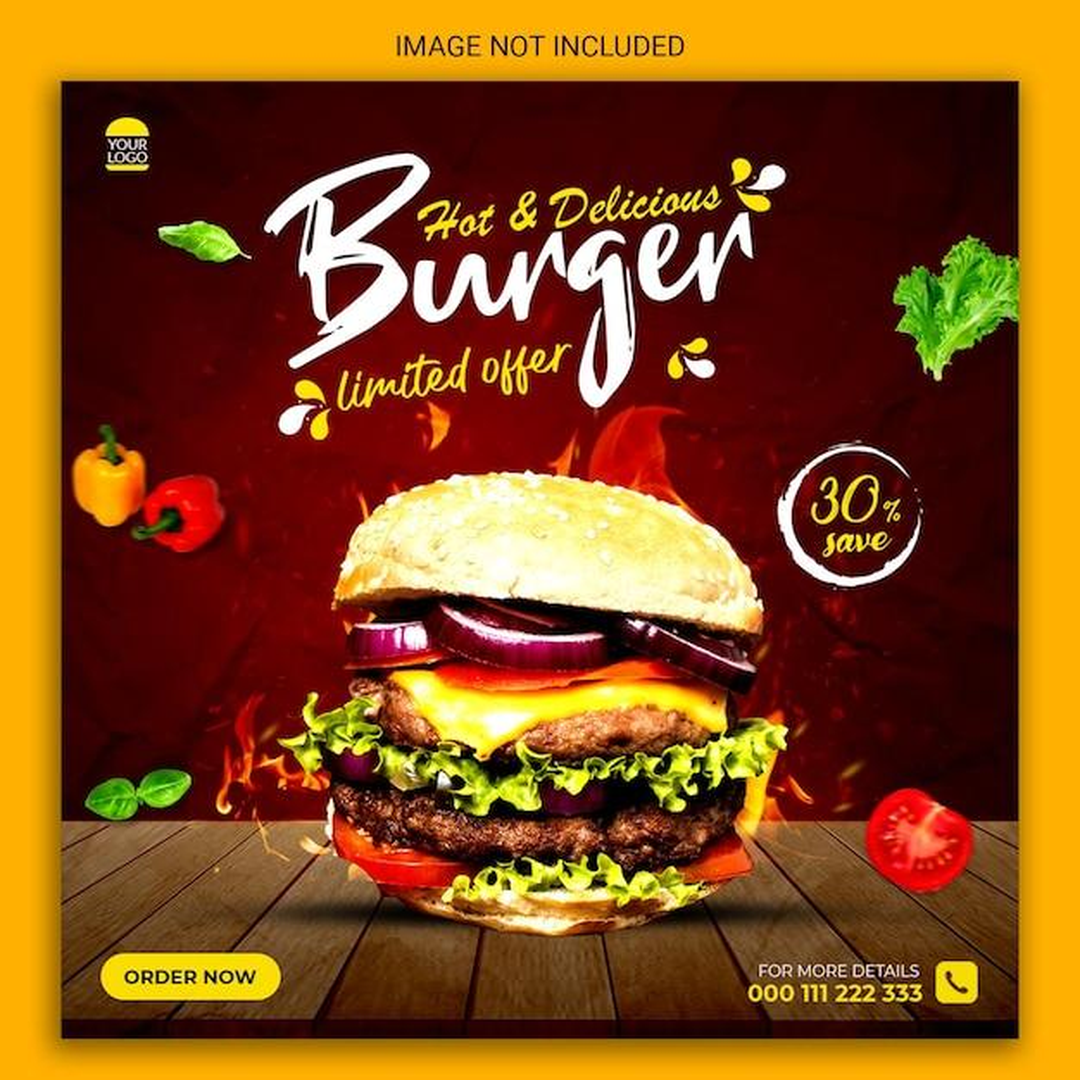 IMAGE NOT INCLUDED
YOUR
LOGO
Hot & Delicious
Burger
limited offer
30%
save
ORDER NOW
FOR MORE DETAILS
000 111 222 333